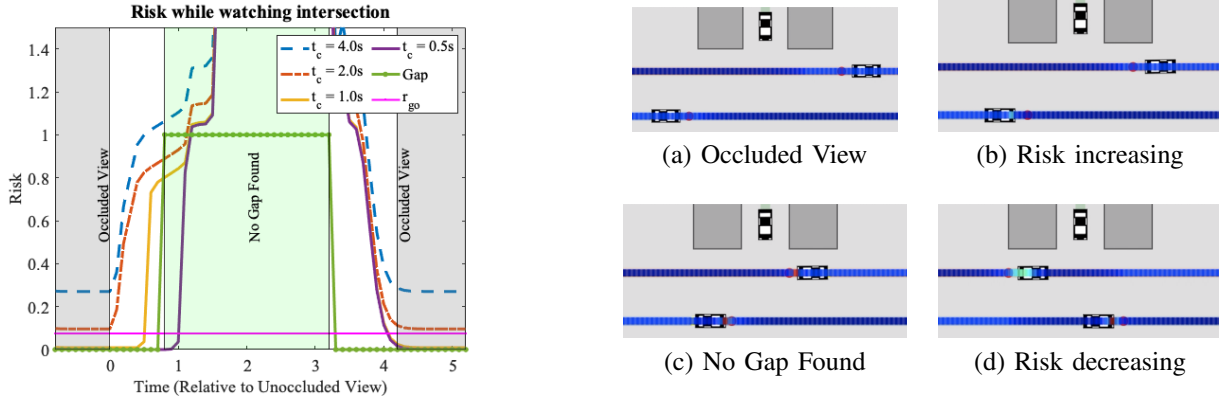 Risk while watching intersection
1.4
1.2
1
0.8
0.6
0.4
0.2
0
Risk
t_c = 4.0s
t_c = 2.0s
t_c = 1.0s
t_c = 0.5s
Gap
r_go
Occluded View
No Gap Found
Occluded View
0 1 2 3 4 5
Time (Relative to Unoccluded View)
(a) Occluded View
(b) Risk increasing
(c) No Gap Found
(d) Risk decreasing